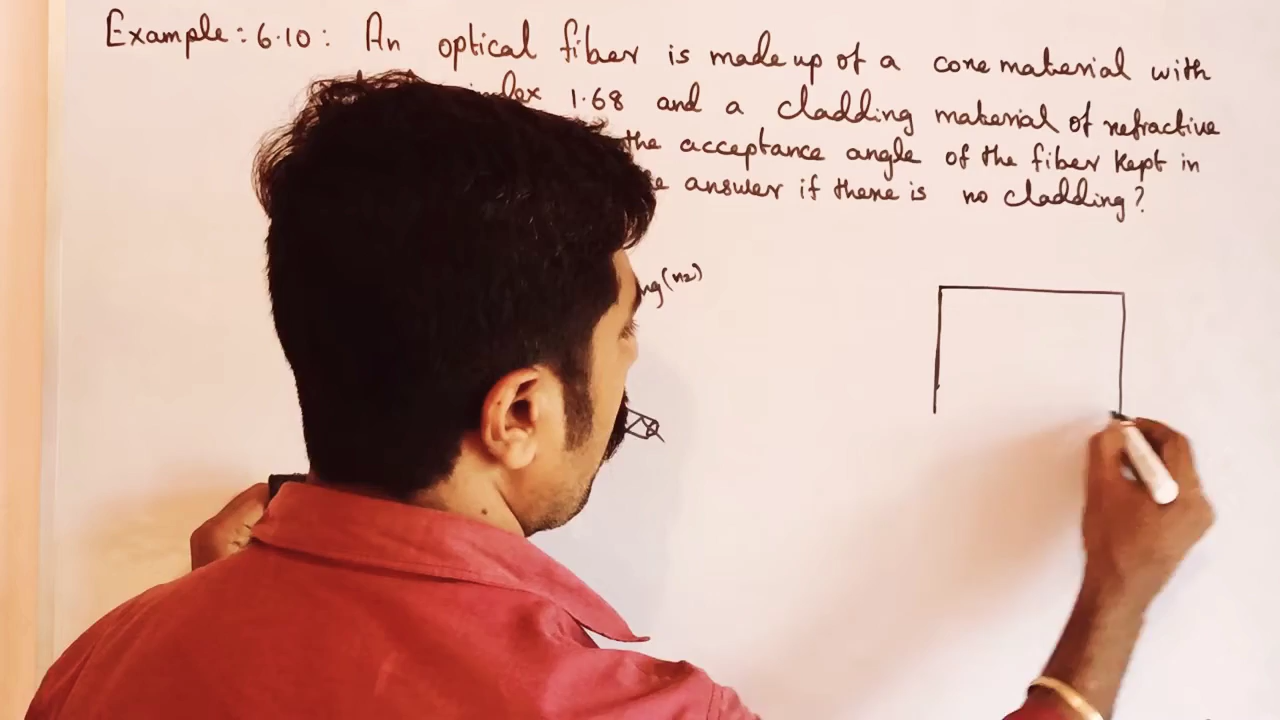 Example: 6.10: An optical fiber is made up of a core material with
index 1.68 and a cladding material of refractive
the acceptance angle of the fiber kept in
answer if there is no cladding?
(n2)